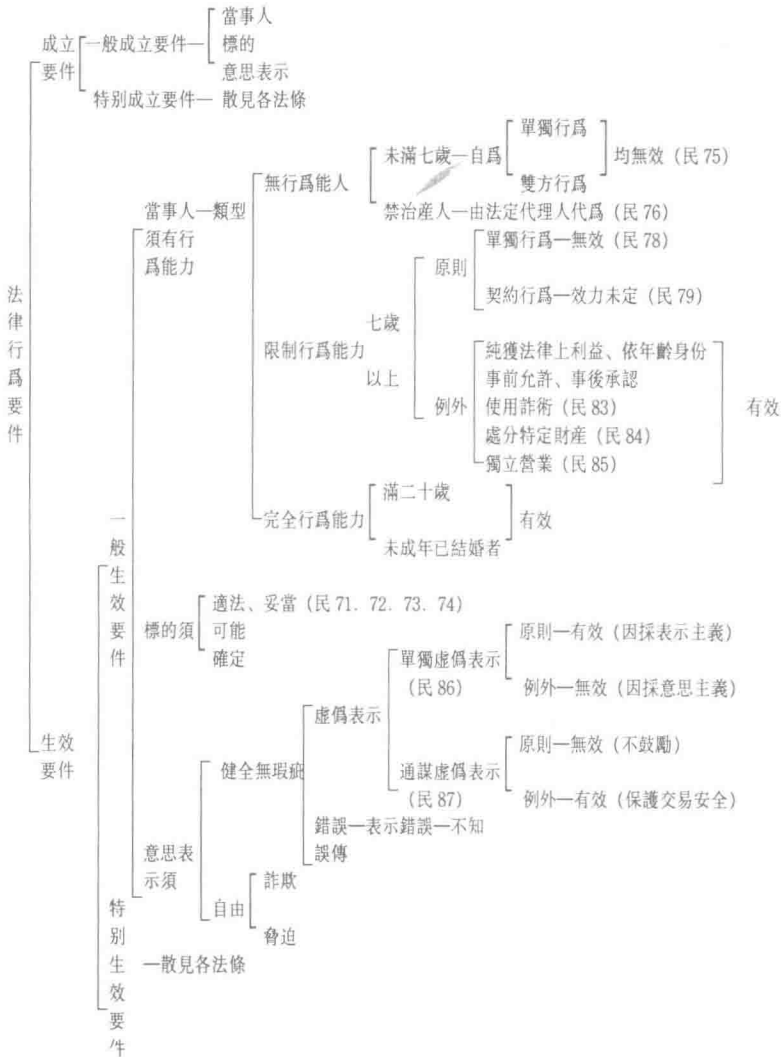 法律行爲要件
成立要件
一般成立要件—
當事人
標的
意思表示
特別成立要件— 散見各法條
生效要件
一般生效要件
當事人—類型
須有行爲能力
無行爲能人
未滿七歲—自爲
單獨行爲
雙方行爲
均無效（民 75）
禁治産人—由法定代理人代爲（民 76）
限制行爲能力
七歲以上
原則
單獨行爲—無效（民 78）
契約行爲—效力未定（民 79）
例外
純獲法律上利益、依年齡身份
事前允許、事後承認
使用詐術（民 83）
處分特定財産（民 84）
獨立營業（民 85）
有效
完全行爲能力
滿二十歲
未成年已結婚者
有效
標的須
適法、妥當（民 71．72．73．74）
可能
確定
意思表示須
健全無瑕疵
虛僞表示
單獨虛僞表示
（民 86）
原則—有效（因採表示主義）
例外—無效（因採意思主義）
通謀虛僞表示
（民 87）
原則—無效（不鼓勵）
例外—有效（保護交易安全）
錯誤—表示錯誤—不知
誤傳
自由
詐欺
脅迫
特別生效要件
—散見各法條